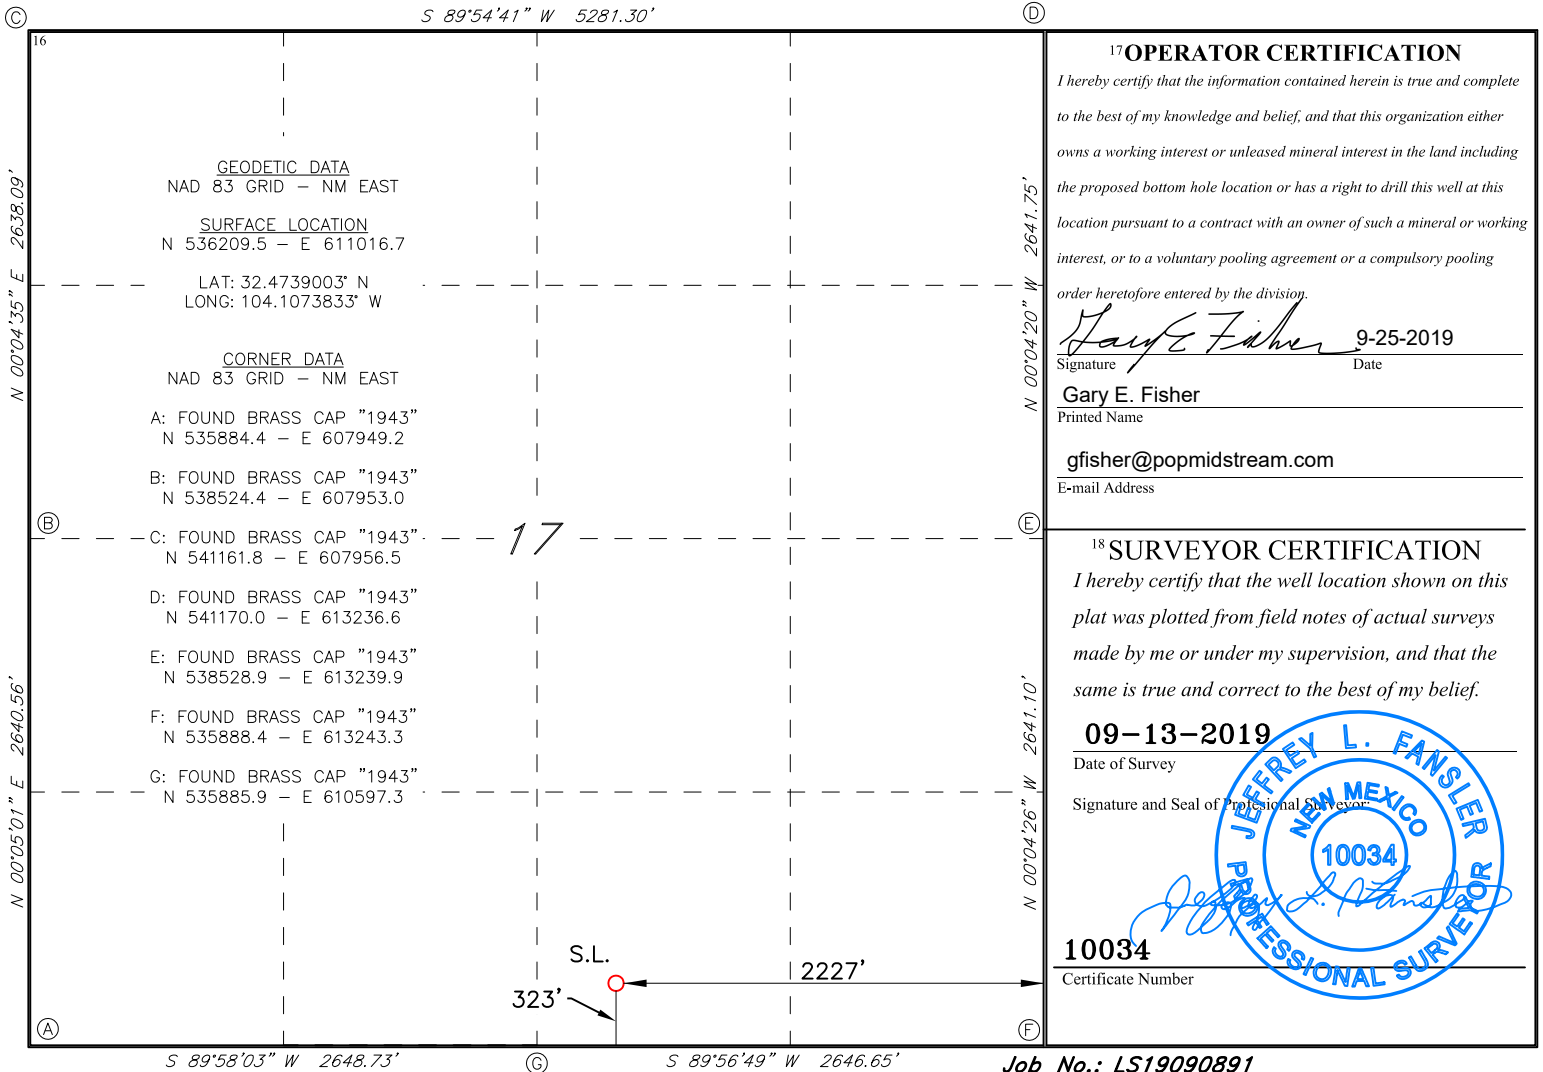 Ⓒ S 89°54'41" W 5281.30' Ⓓ
16
N 00°04'35" E 2638.09'
GEODETIC DATA
NAD 83 GRID – NM EAST
SURFACE LOCATION
N 536209.5 – E 611016.7
LAT: 32.4739003° N
LONG: 104.1073833° W
CORNER DATA
NAD 83 GRID – NM EAST
A: FOUND BRASS CAP "1943"
N 535884.4 – E 607949.2
B: FOUND BRASS CAP "1943"
N 538524.4 – E 607953.0
C: FOUND BRASS CAP "1943"
N 541161.8 – E 607956.5
D: FOUND BRASS CAP "1943"
N 541170.0 – E 613236.6
E: FOUND BRASS CAP "1943"
N 538528.9 – E 613239.9
F: FOUND BRASS CAP "1943"
N 535888.4 – E 613243.3
G: FOUND BRASS CAP "1943"
N 535885.9 – E 610597.3
Ⓑ
17
Ⓔ
N 00°04'20" W 2641.75'
N 00°05'01" E 2640.56'
N 00°04'26" W 2641.10'
S.L.
2227'
323'
Ⓐ
Ⓕ
S 89°58'03" W 2648.73' Ⓖ S 89°56'49" W 2646.65'
17 OPERATOR CERTIFICATION
I hereby certify that the information contained herein is true and complete
to the best of my knowledge and belief, and that this organization either
owns a working interest or unleased mineral interest in the land including
the proposed bottom hole location or has a right to drill this well at this
location pursuant to a contract with an owner of such a mineral or working
interest, or to a voluntary pooling agreement or a compulsory pooling
order heretofore entered by the division.
Gary E Fisher 9-25-2019
Signature Date
Gary E. Fisher
Printed Name
gfisher@popmidstream.com
E-mail Address
18 SURVEYOR CERTIFICATION
I hereby certify that the well location shown on this
plat was plotted from field notes of actual surveys
made by me or under my supervision, and that the
same is true and correct to the best of my belief.
09-13-2019
Date of Survey
Signature and Seal of Profesional Surveyor:
JEFFREY L. FANSLER
NEW MEXICO
10034
PROFESSIONAL SURVEYOR
Jeffrey L. Fansler
10034
Certificate Number
Job No.: LS19090891